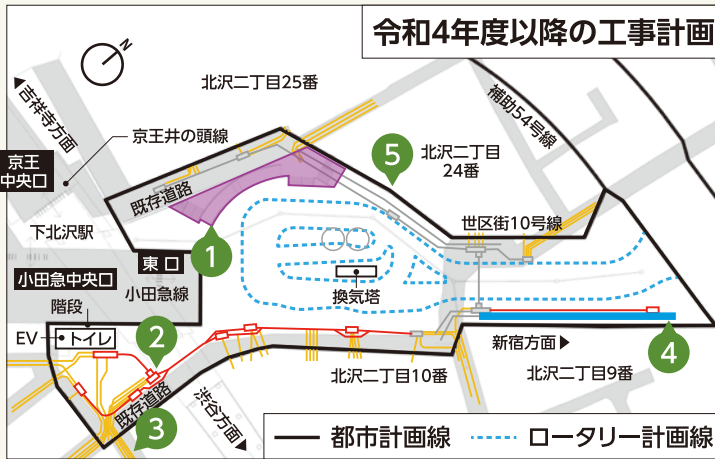 令和4年度以降の工事計画
N
北沢二丁目25番
吉祥寺方面
京王井の頭線
補助54号線
京王
中央口
既存道路
5
北沢二丁目
24番
世区街10号線
下北沢駅
1
東口
小田急中央口
小田急線
換気塔
階段
EV
トイレ
2
新宿方面
4
北沢二丁目10番
北沢二丁目9番
既存道路
渋谷方面
3
都市計画線
ロータリー計画線